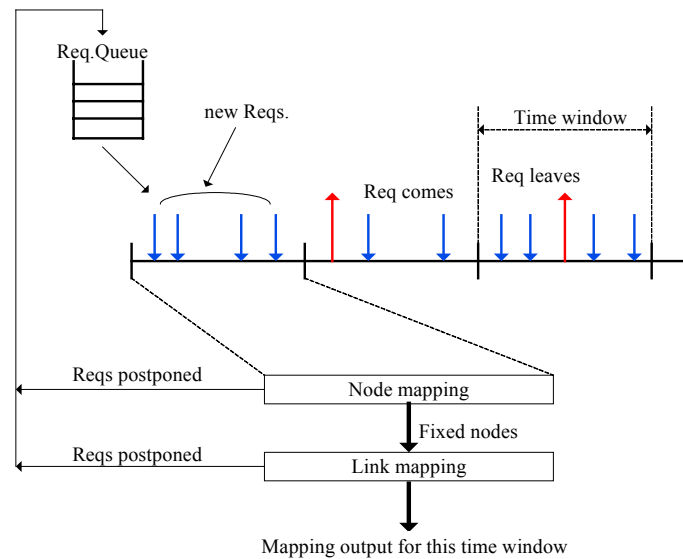 Req.Queue
new Reqs.
Time window
Req comes
Req leaves
Reqs postponed
Node mapping
Fixed nodes
Reqs postponed
Link mapping
Mapping output for this time window